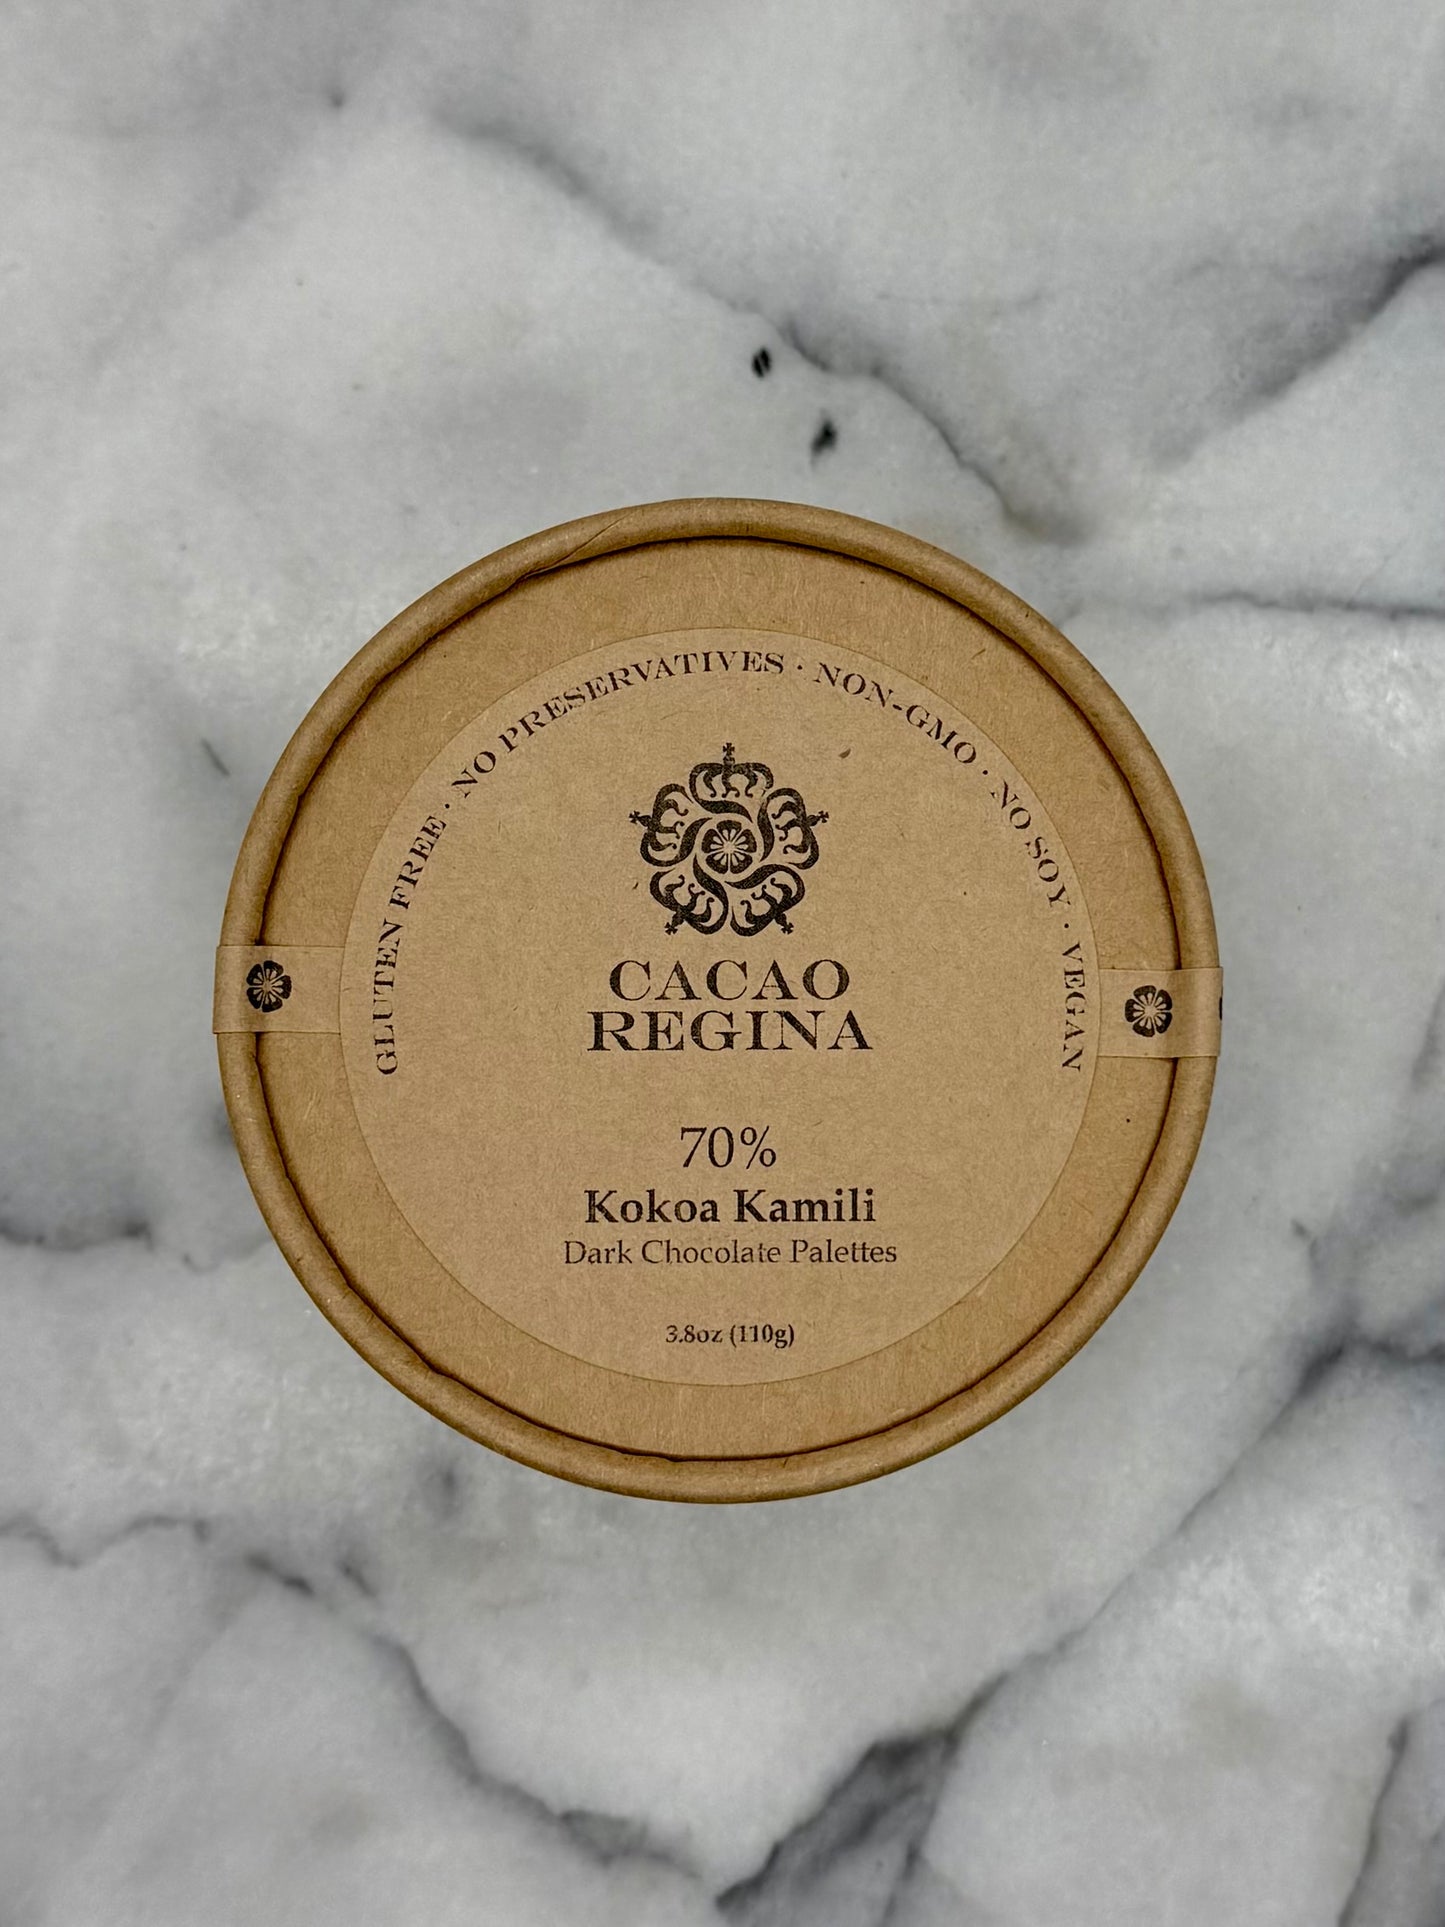 GLUTEN FREE · NO PRESERVATIVES · NON-GMO · NO SOY · VEGAN
CACAO
REGINA
70%
Kokoa Kamili
Dark Chocolate Palettes
3.8oz (110g)